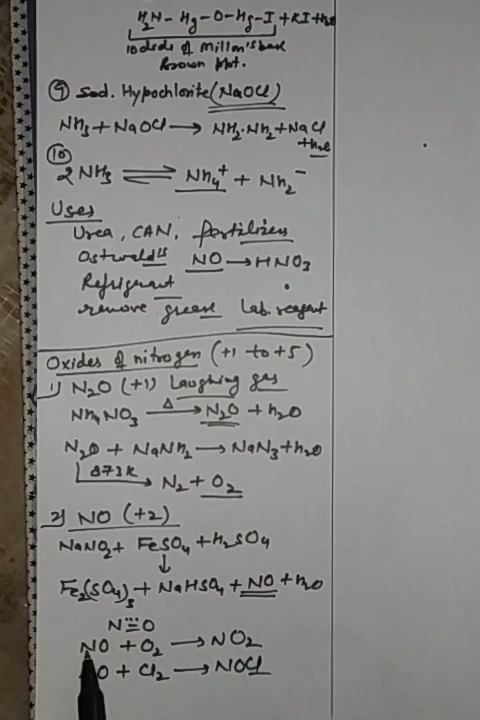 H₂N - Hg - O - Hg - I + KI + H₂O
Iodide of Millon's base
Brown ppt.
⑨ Sod. Hypochlorite (NaOCl)
NH₃ + NaOCl → NH₂·NH₂ + NaCl
+ H₂O
⑩
2NH₃ ⇌ NH₄⁺ + NH₂⁻
Uses
Urea, CAN, fertilizers
Ostwald's NO → HNO₃
Refrigerant
remove grease Lab. reagent
Oxides of nitrogen (+1 to +5)
1) N₂O (+1) Laughing gas
NH₄NO₃ —Δ→ N₂O + H₂O
N₂O + NaNH₂ → NaN₃ + H₂O
873K → N₂ + O₂
2) NO (+2)
NaNO₂ + FeSO₄ + H₂SO₄
↓
Fe₂(SO₄)₃ + NaHSO₄ + NO + H₂O
N≡O
NO + O₂ → NO₂
O + Cl₂ → NOCl